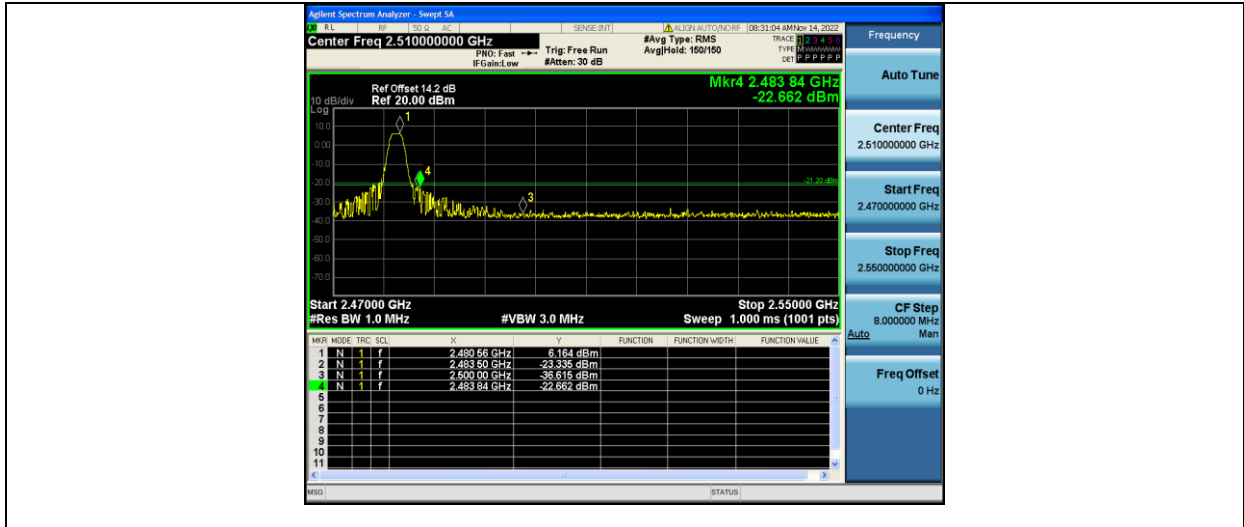 Agilent Spectrum Analyzer - Swept SA
RL RF 50 Ω AC SENSE:INT ALIGN AUTO/NO RF 08:31:04 AM Nov 14, 2022
Center Freq 2.510000000 GHz
PNO: Fast
IFGain:Low
Trig: Free Run
#Atten: 30 dB
#Avg Type: RMS
Avg|Hold: 150/150
TRACE 1 2 3 4 5 6
TYPE M
DET P P P P P P
Mkr4 2.483 84 GHz
-22.662 dBm
Ref Offset 14.2 dB
10 dB/div Ref 20.00 dBm
Log
10.0
0.00
-10.0
-20.0
-30.0
-40.0
-50.0
-60.0
-70.0
1
4
3
-21.20 dBm
Start 2.47000 GHz Stop 2.55000 GHz
#Res BW 1.0 MHz #VBW 3.0 MHz Sweep 1.000 ms (1001 pts)
MKR MODE TRC SCL X Y FUNCTION FUNCTION WIDTH FUNCTION VALUE
1 N 1 f 2.480 56 GHz 6.164 dBm
2 N 1 f 2.483 50 GHz -23.335 dBm
3 N 1 f 2.500 00 GHz -36.615 dBm
4 N 1 f 2.483 84 GHz -22.662 dBm
5
6
7
8
9
10
11
MSG STATUS
Frequency
Auto Tune
Center Freq
2.510000000 GHz
Start Freq
2.470000000 GHz
Stop Freq
2.550000000 GHz
CF Step
8.000000 MHz
Auto Man
Freq Offset
0 Hz